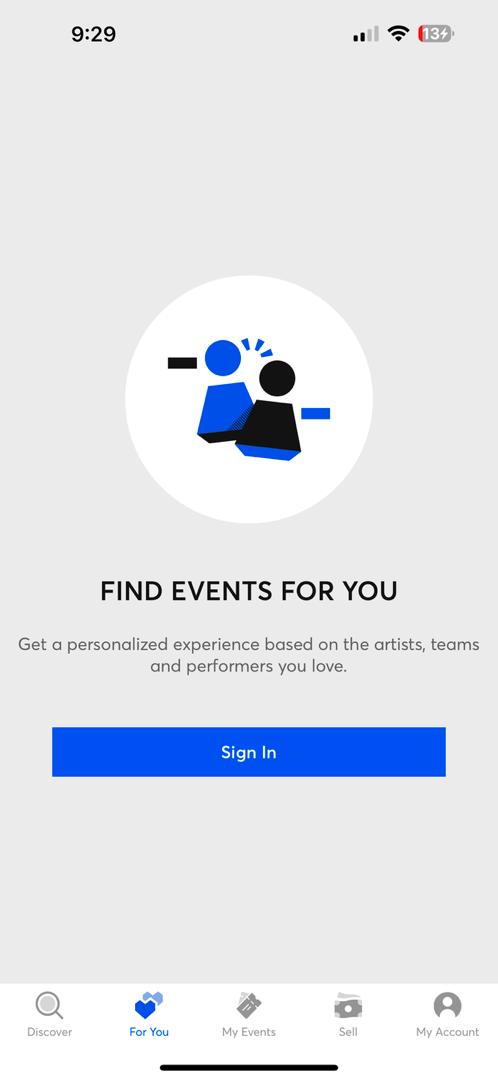 9:29
13
FIND EVENTS FOR YOU
Get a personalized experience based on the artists, teams
and performers you love.
Sign In
Discover
For You
My Events
Sell
My Account